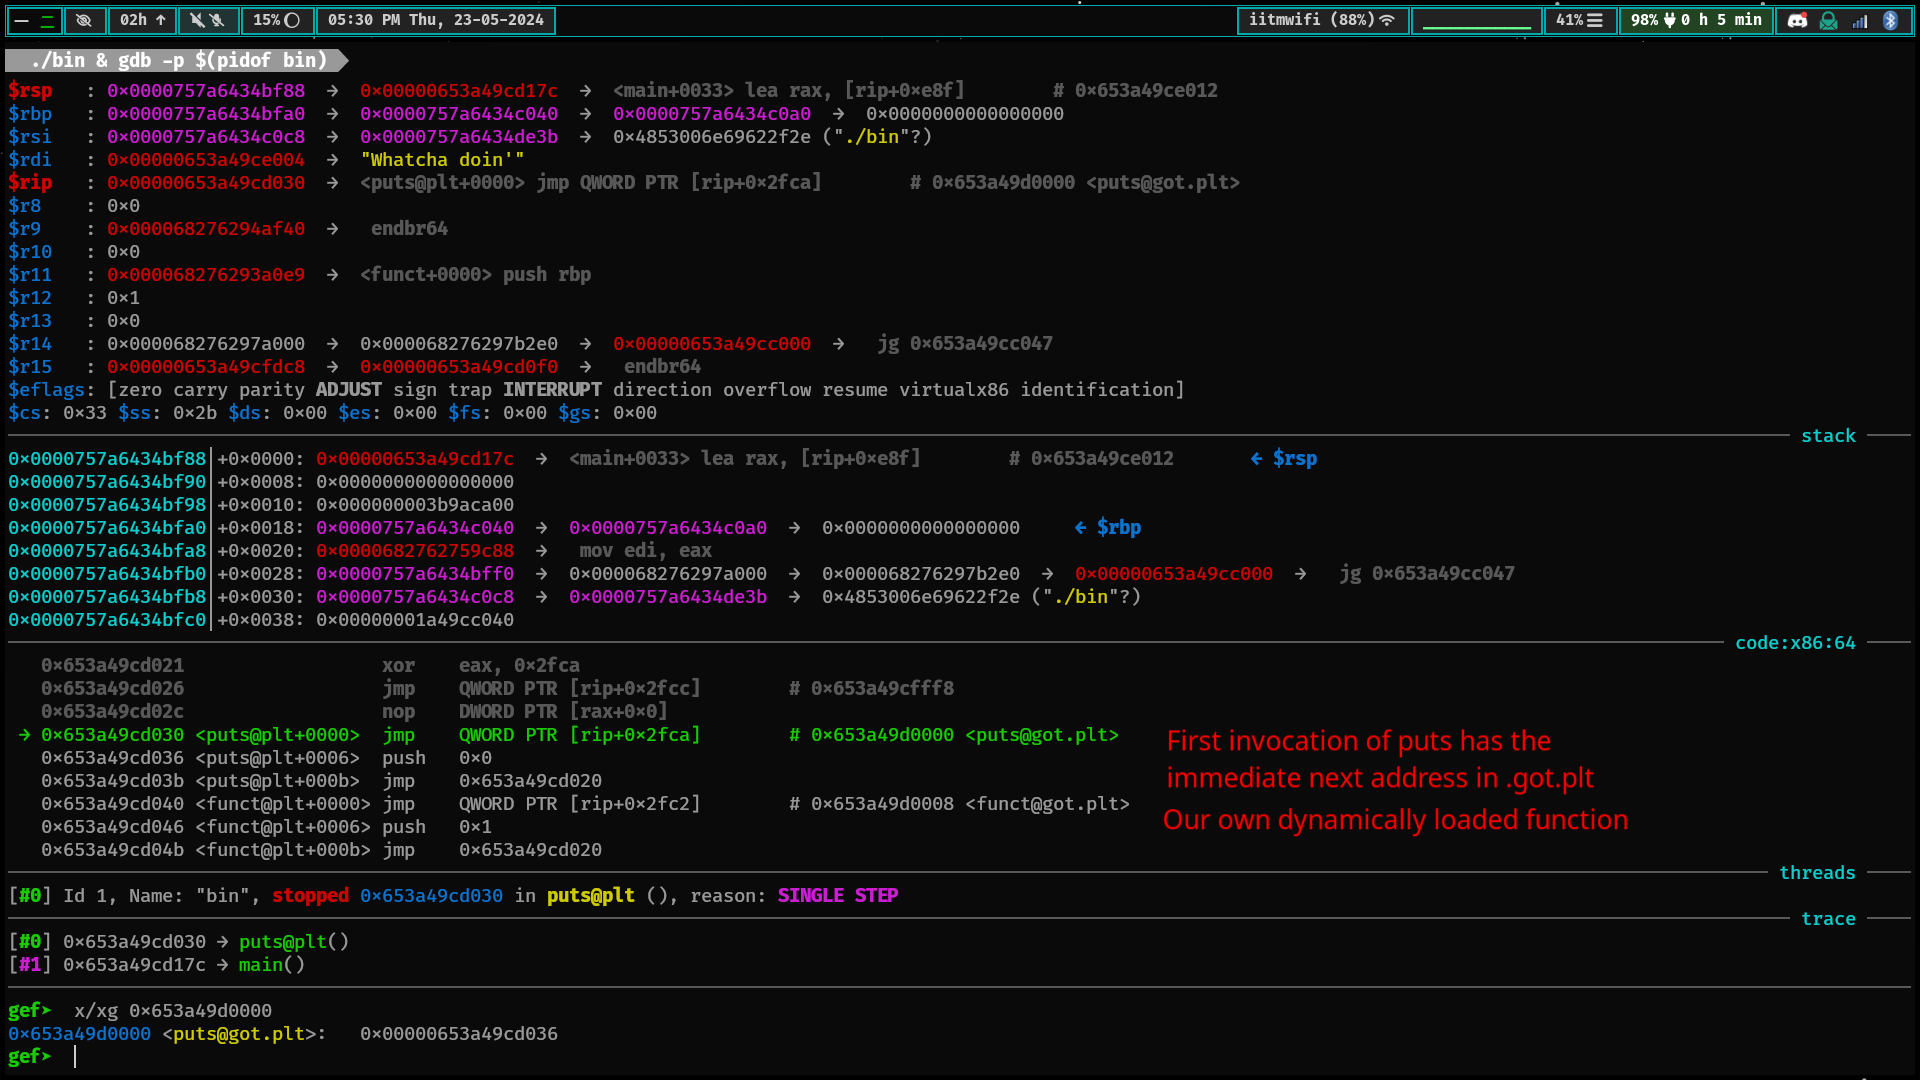 02h ↑
15%
05:30 PM Thu, 23-05-2024
iitmwifi (88%)
41%
98% 0 h 5 min
./bin & gdb -p $(pidof bin)
$rsp   : 0x0000757a6434bf88  →  0x00000653a49cd17c  →  <main+0033> lea rax, [rip+0xe8f]        # 0x653a49ce012
$rbp   : 0x0000757a6434bfa0  →  0x0000757a6434c040  →  0x0000757a6434c0a0  →  0x0000000000000000
$rsi   : 0x0000757a6434c0c8  →  0x0000757a6434de3b  →  0x4853006e69622f2e ("./bin"?)
$rdi   : 0x00000653a49ce004  →  "Whatcha doin'"
$rip   : 0x00000653a49cd030  →  <puts@plt+0000> jmp QWORD PTR [rip+0x2fca]        # 0x653a49d0000 <puts@got.plt>
$r8    : 0x0
$r9    : 0x000068276294af40  →   endbr64
$r10   : 0x0
$r11   : 0x000068276293a0e9  →  <funct+0000> push rbp
$r12   : 0x1
$r13   : 0x0
$r14   : 0x000068276297a000  →  0x000068276297b2e0  →  0x00000653a49cc000  →   jg 0x653a49cc047
$r15   : 0x00000653a49cfdc8  →  0x00000653a49cd0f0  →   endbr64
$eflags: [zero carry parity ADJUST sign trap INTERRUPT direction overflow resume virtualx86 identification]
$cs: 0x33 $ss: 0x2b $ds: 0x00 $es: 0x00 $fs: 0x00 $gs: 0x00
stack
0x0000757a6434bf88│+0x0000: 0x00000653a49cd17c  →  <main+0033> lea rax, [rip+0xe8f]        # 0x653a49ce012       ← $rsp
0x0000757a6434bf90│+0x0008: 0x0000000000000000
0x0000757a6434bf98│+0x0010: 0x000000003b9aca00
0x0000757a6434bfa0│+0x0018: 0x0000757a6434c040  →  0x0000757a6434c0a0  →  0x0000000000000000     ← $rbp
0x0000757a6434bfa8│+0x0020: 0x0000682762759c88  →   mov edi, eax
0x0000757a6434bfb0│+0x0028: 0x0000757a6434bff0  →  0x000068276297a000  →  0x000068276297b2e0  →  0x00000653a49cc000  →   jg 0x653a49cc047
0x0000757a6434bfb8│+0x0030: 0x0000757a6434c0c8  →  0x0000757a6434de3b  →  0x4853006e69622f2e ("./bin"?)
0x0000757a6434bfc0│+0x0038: 0x00000001a49cc040
code:x86:64
0x653a49cd021                  xor    eax, 0x2fca
0x653a49cd026                  jmp    QWORD PTR [rip+0x2fcc]        # 0x653a49cfff8
0x653a49cd02c                  nop    DWORD PTR [rax+0x0]
→ 0x653a49cd030 <puts@plt+0000>  jmp    QWORD PTR [rip+0x2fca]        # 0x653a49d0000 <puts@got.plt>
0x653a49cd036 <puts@plt+0006>  push   0x0
0x653a49cd03b <puts@plt+000b>  jmp    0x653a49cd020
0x653a49cd040 <funct@plt+0000> jmp    QWORD PTR [rip+0x2fc2]        # 0x653a49d0008 <funct@got.plt>
0x653a49cd046 <funct@plt+0006> push   0x1
0x653a49cd04b <funct@plt+000b> jmp    0x653a49cd020
First invocation of puts has the
immediate next address in .got.plt
Our own dynamically loaded function
threads
[#0] Id 1, Name: "bin", stopped 0x653a49cd030 in puts@plt (), reason: SINGLE STEP
trace
[#0] 0x653a49cd030 → puts@plt()
[#1] 0x653a49cd17c → main()
gef➤  x/xg 0x653a49d0000
0x653a49d0000 <puts@got.plt>:   0x00000653a49cd036
gef➤